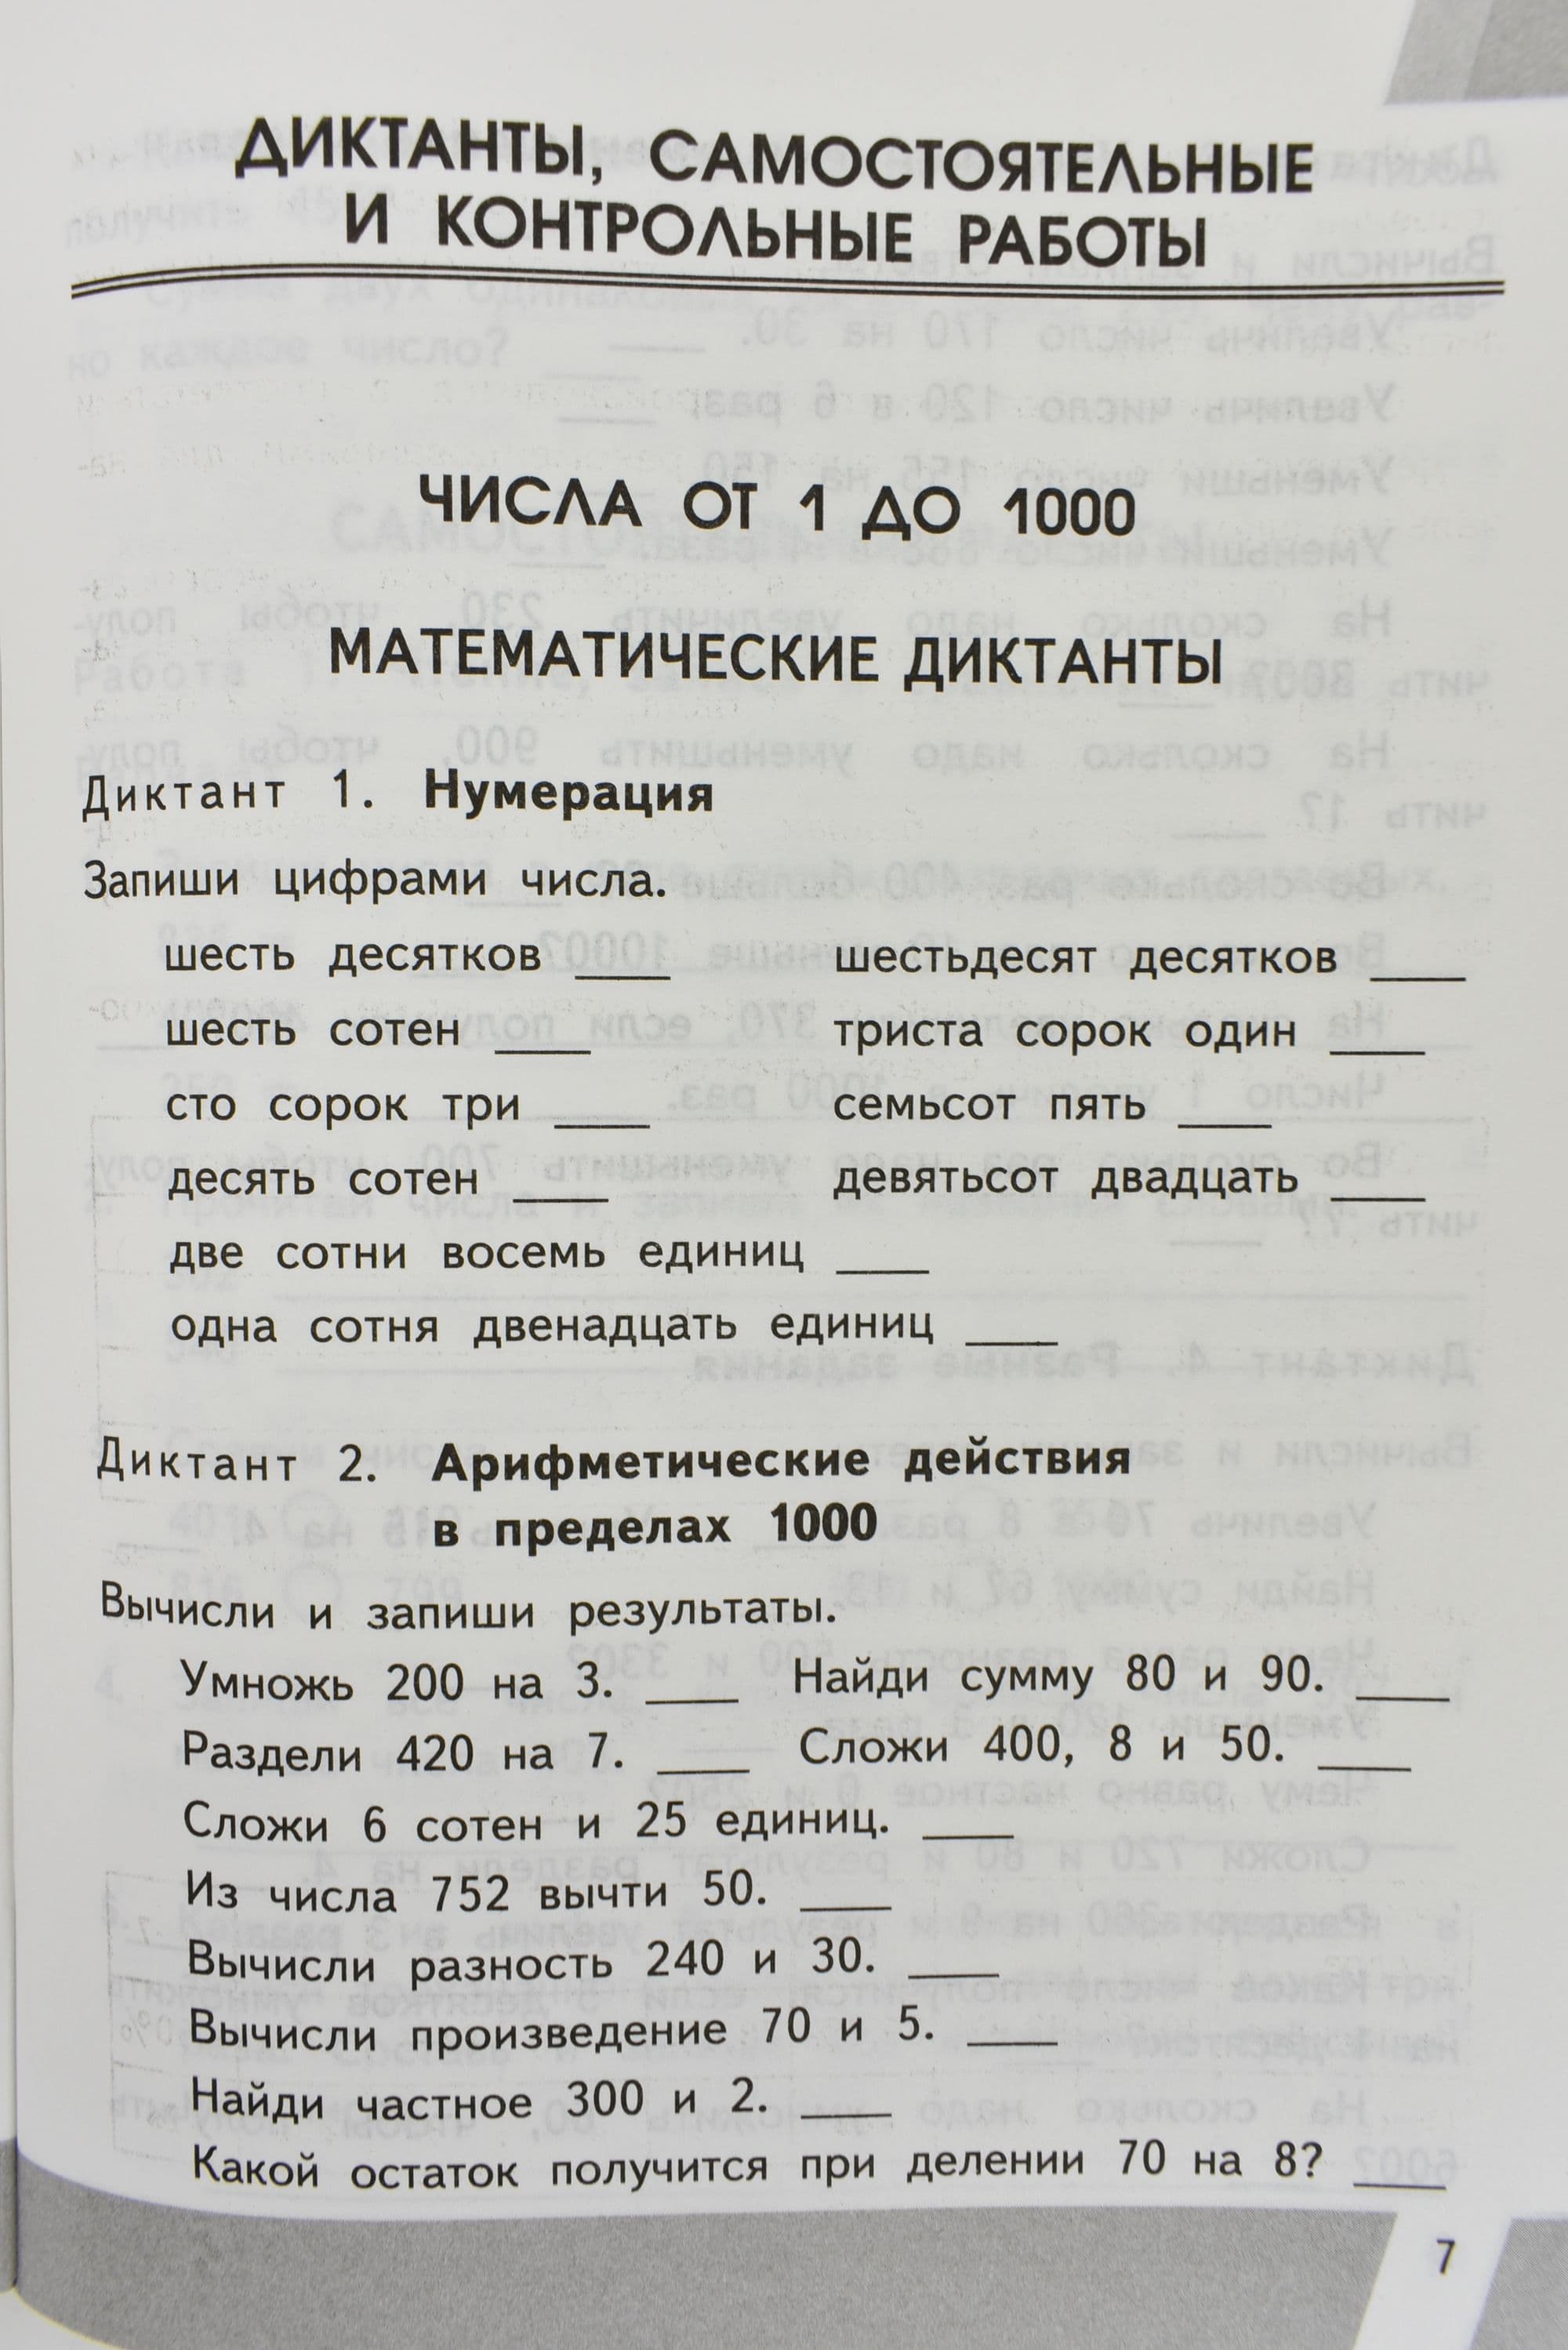 ДИКТАНТЫ, САМОСТОЯТЕЛЬНЫЕ
И КОНТРОЛЬНЫЕ РАБОТЫ
ЧИСЛА ОТ 1 ДО 1000
МАТЕМАТИЧЕСКИЕ ДИКТАНТЫ
Диктант 1. Нумерация
Запиши цифрами числа.
шесть десятков ____ шестьдесят десятков ____
шесть сотен ____ триста сорок один ____
сто сорок три ____ семьсот пять ____
десять сотен ____ девятьсот двадцать ____
две сотни восемь единиц ____
одна сотня двенадцать единиц ____
Диктант 2. Арифметические действия
в пределах 1000
Вычисли и запиши результаты.
Умножь 200 на 3. ____ Найди сумму 80 и 90. ____
Раздели 420 на 7. ____ Сложи 400, 8 и 50. ____
Сложи 6 сотен и 25 единиц. ____
Из числа 752 вычти 50. ____
Вычисли разность 240 и 30. ____
Вычисли произведение 70 и 5. ____
Найди частное 300 и 2. ____
Какой остаток получится при делении 70 на 8? ____
7